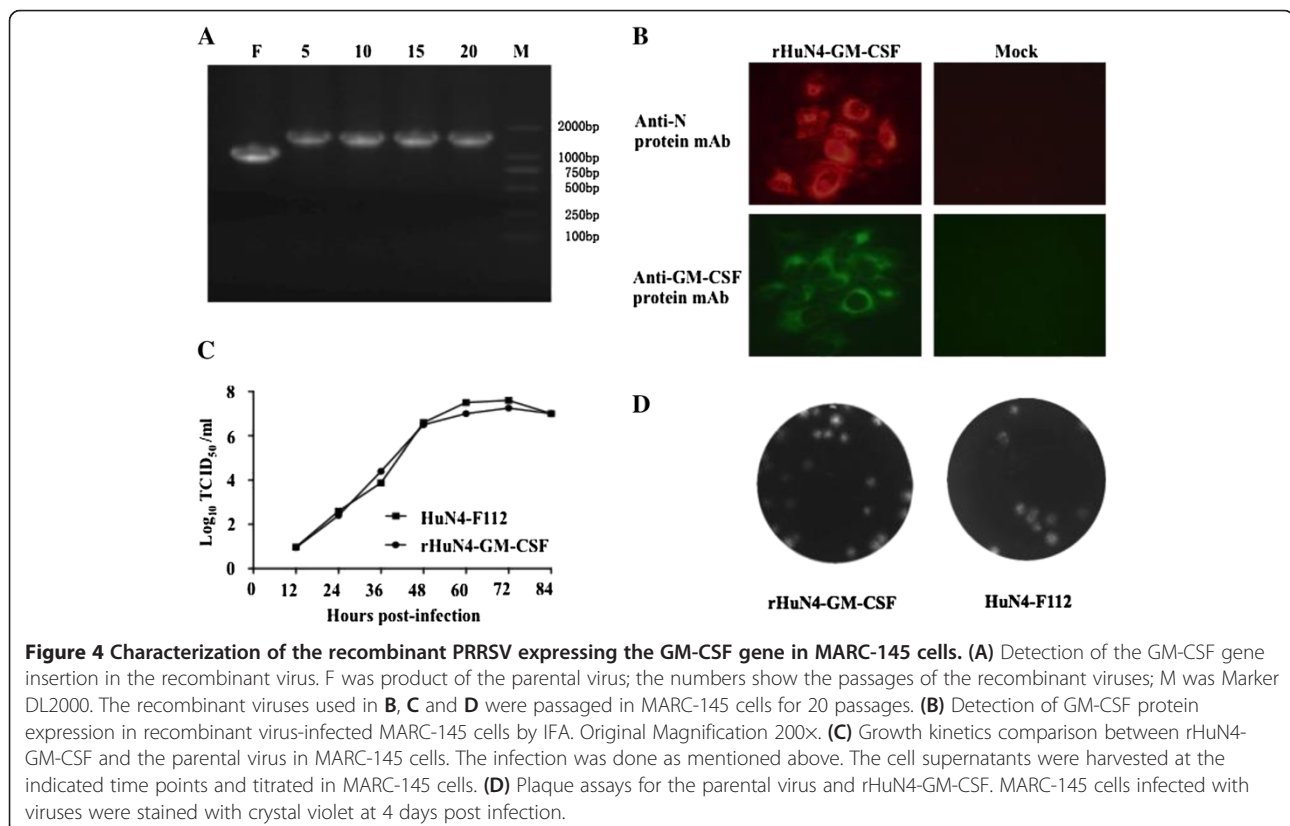 A
F 5 10 15 20 M
2000bp
1000bp
750bp
500bp
250bp
100bp
B
rHuN4-GM-CSF Mock
Anti-N
protein mAb
Anti-GM-CSF
protein mAb
C
Log₁₀ TCID₅₀/ml
8
6
4
2
0
0 12 24 36 48 60 72 84
Hours post-infection
HuN4-F112
rHuN4-GM-CSF
D
rHuN4-GM-CSF HuN4-F112
Figure 4 Characterization of the recombinant PRRSV expressing the GM-CSF gene in MARC-145 cells. (A) Detection of the GM-CSF gene
insertion in the recombinant virus. F was product of the parental virus; the numbers show the passages of the recombinant viruses; M was Marker
DL2000. The recombinant viruses used in B, C and D were passaged in MARC-145 cells for 20 passages. (B) Detection of GM-CSF protein
expression in recombinant virus-infected MARC-145 cells by IFA. Original Magnification 200×. (C) Growth kinetics comparison between rHuN4-
GM-CSF and the parental virus in MARC-145 cells. The infection was done as mentioned above. The cell supernatants were harvested at the
indicated time points and titrated in MARC-145 cells. (D) Plaque assays for the parental virus and rHuN4-GM-CSF. MARC-145 cells infected with
viruses were stained with crystal violet at 4 days post infection.